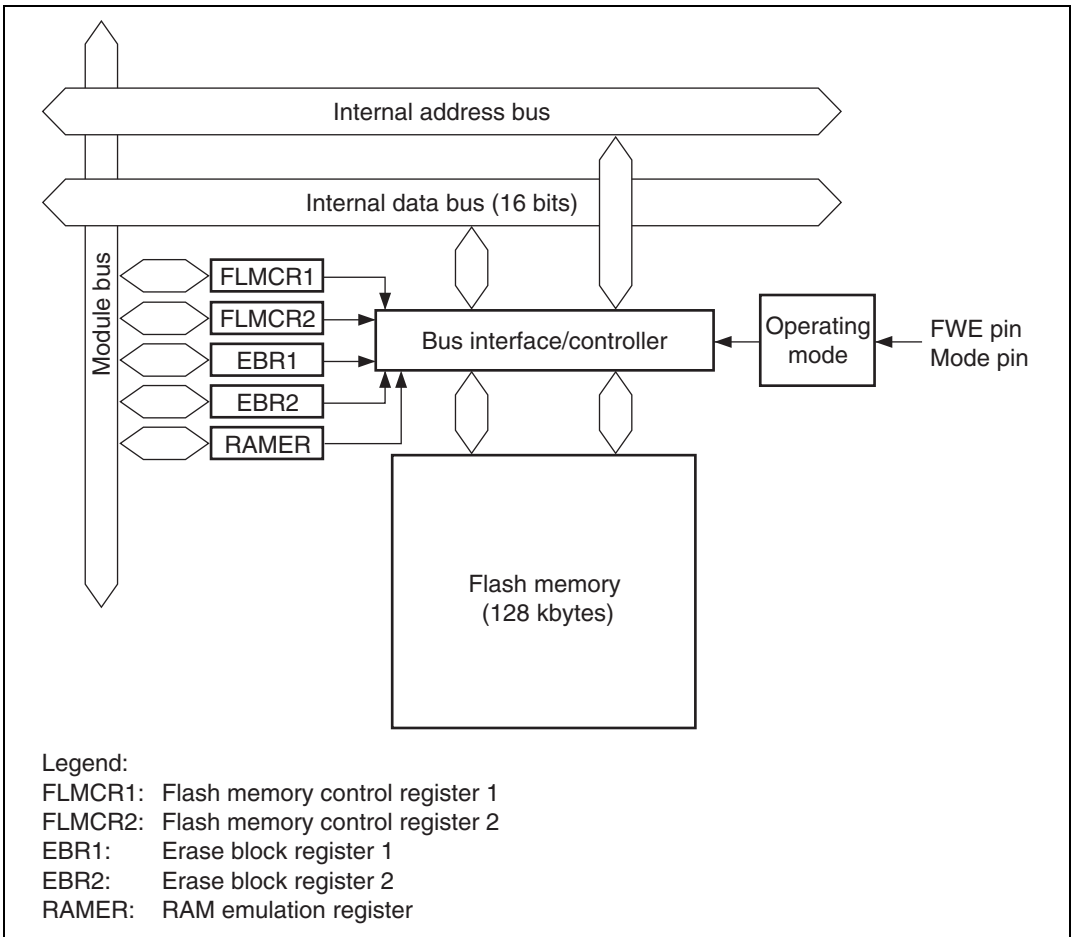 Internal address bus
Internal data bus (16 bits)
Module bus
FLMCR1
FLMCR2
EBR1
EBR2
RAMER
Bus interface/controller
Operating
mode
FWE pin
Mode pin
Flash memory
(128 kbytes)
Legend:
FLMCR1: Flash memory control register 1
FLMCR2: Flash memory control register 2
EBR1: Erase block register 1
EBR2: Erase block register 2
RAMER: RAM emulation register